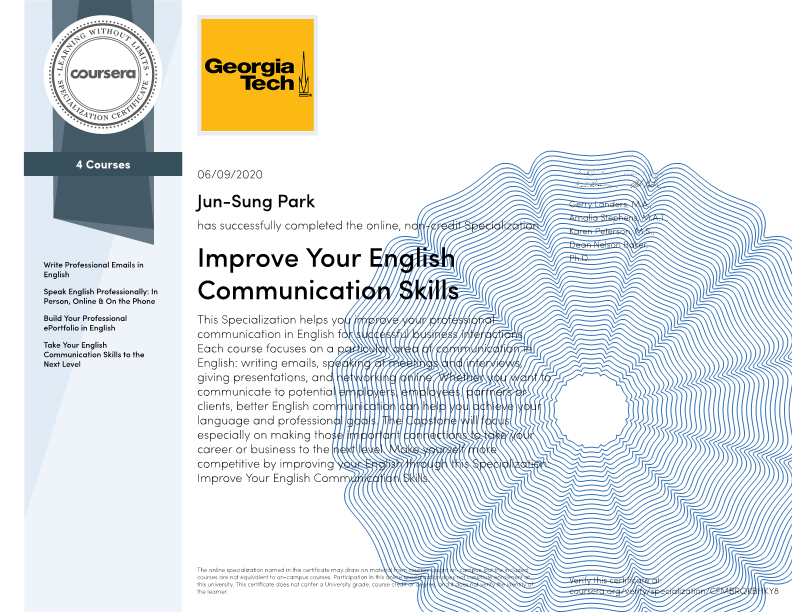 LEARNING WITHOUT LIMITS
coursera
SPECIALIZATION CERTIFICATE
4 Courses
Write Professional Emails in
English
Speak English Professionally: In
Person, Online & On the Phone
Build Your Professional
ePortfolio in English
Take Your English
Communication Skills to the
Next Level
Georgia
Tech
06/09/2020
Jun-Sung Park
has successfully completed the online, non-credit Specialization
Improve Your English
Communication Skills
This Specialization helps you improve your professional
communication in English for successful business interactions.
Each course focuses on a particular area of communication in
English: writing emails, speaking at meetings and interviews,
giving presentations, and networking online. Whether you want to
communicate to potential employers, employees, partners or
clients, better English communication can help you achieve your
language and professional goals. The Capstone will focus
especially on making those important connections to take your
career or business to the next level. Make yourself more
competitive by improving your English through this Specialization:
Improve Your English Communication Skills.
Gerry Landers, M.A.
Amalia Stephens, M.A.T.,
Karen Peterson, M.S.,
Dean Nelson Baker,
Ph.D.
The online specialization named in this certificate may draw on material from courses taught on-campus, but the included
courses are not equivalent to on-campus courses. Participation in this online specialization does not constitute enrollment at
this university. This certificate does not confer a University grade, course credit or degree, and it does not verify the identity of
the learner.
Verify this certificate at
coursera.org/verify/specialization/